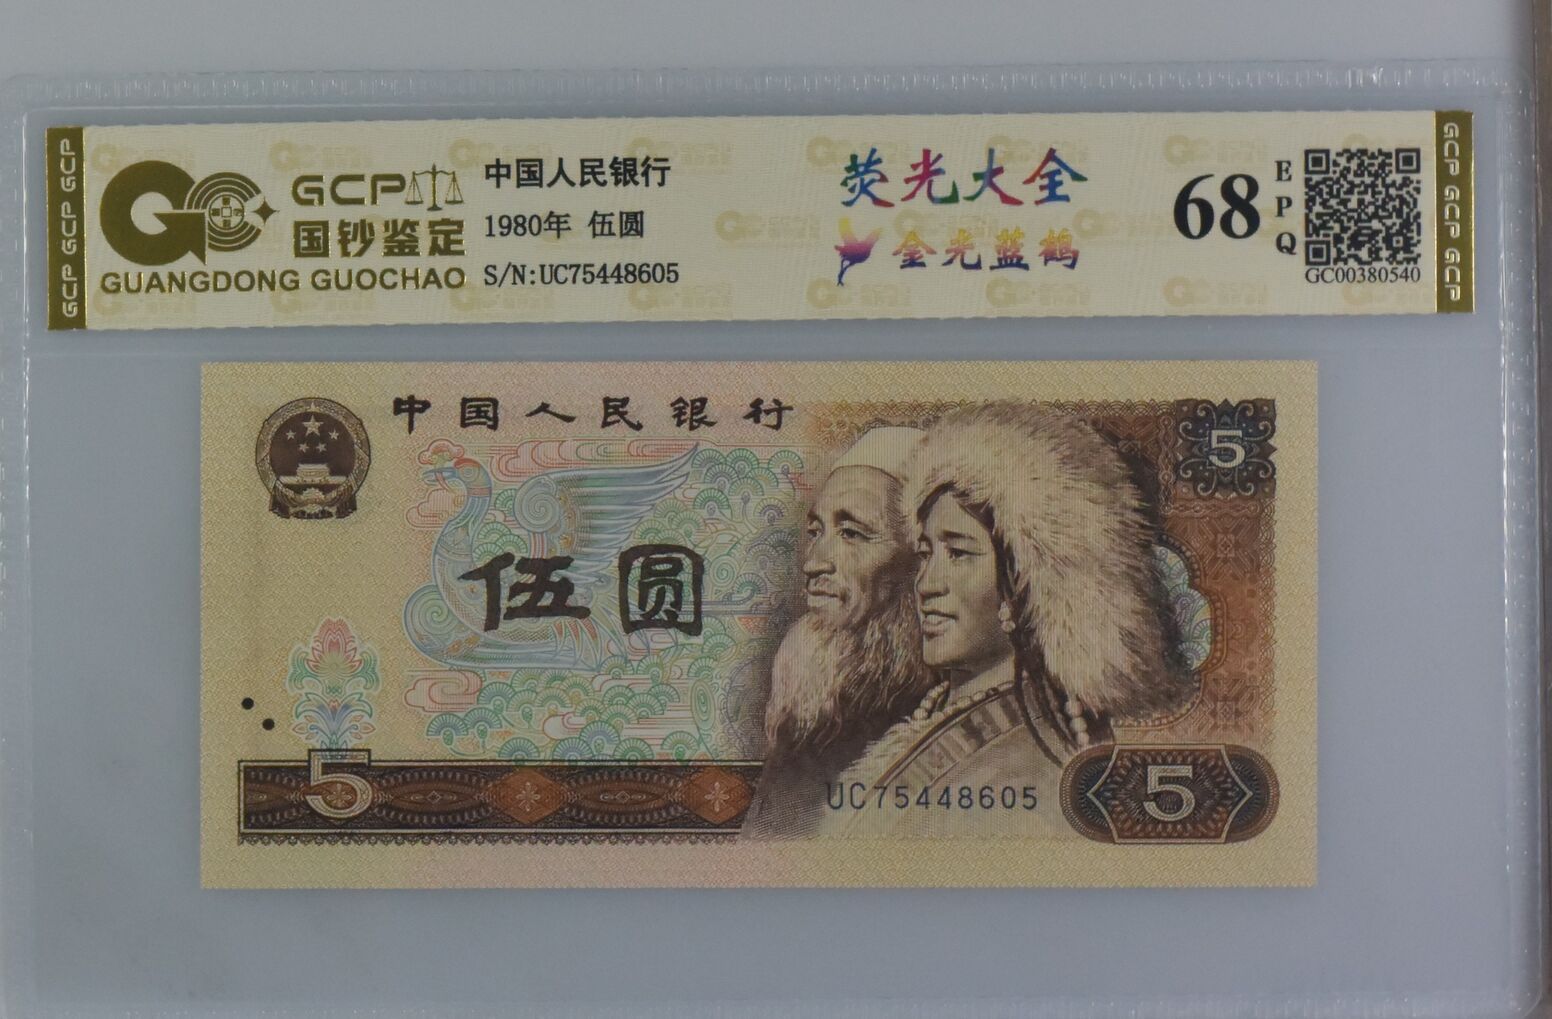 GCP GCP GCP
GCP
国钞鉴定
GUANGDONG GUOCHAO
中国人民银行
1980年 伍圆
S/N:UC75448605
荧光大全
金光蓝鹤
68
EPQ
GC00380540
GCP GCP GCP
中国人民银行
5
伍圆
5
UC75448605
5